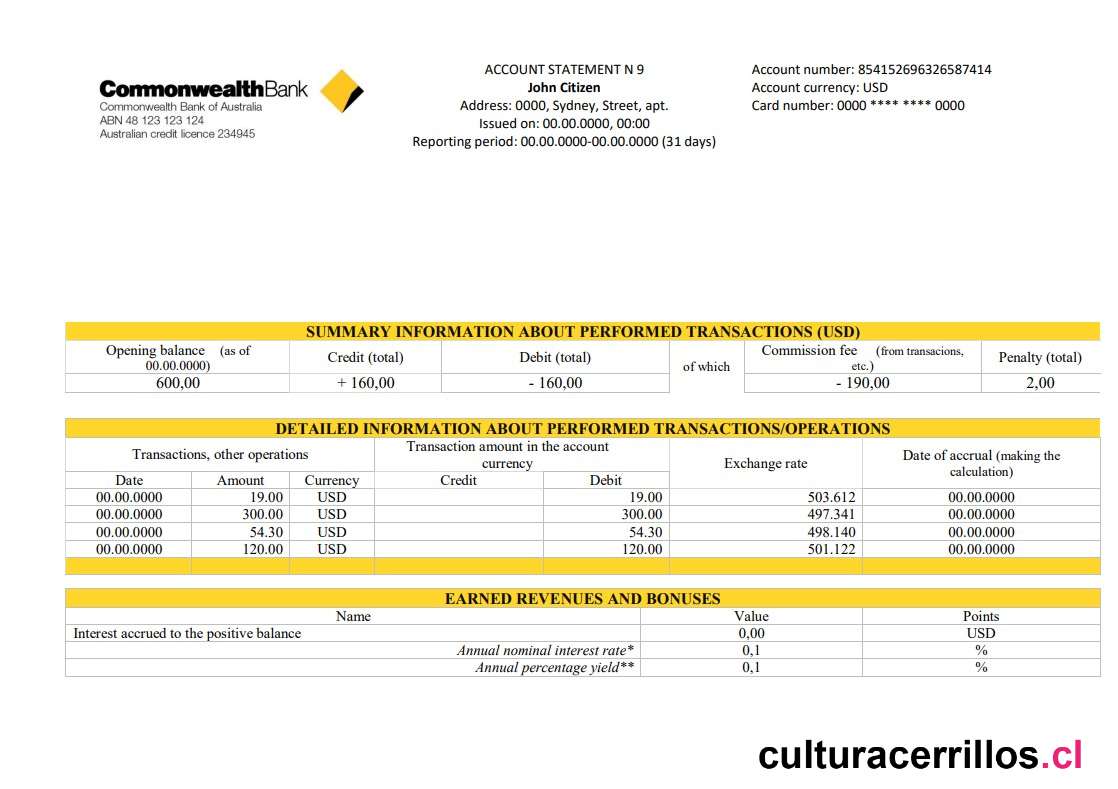 CommonwealthBank
Commonwealth Bank of Australia
ABN 48 123 123 124
Australian credit licence 234945
ACCOUNT STATEMENT N 9
John Citizen
Address: 0000, Sydney, Street, apt.
Issued on: 00.00.0000, 00:00
Reporting period: 00.00.0000-00.00.0000 (31 days)
Account number: 854152696326587414
Account currency: USD
Card number: 0000 **** **** 0000
SUMMARY INFORMATION ABOUT PERFORMED TRANSACTIONS (USD)
Opening balance (as of
00.00.0000)
Credit (total)
Debit (total)
of which
Commission fee (from transacions,
etc.)
Penalty (total)
600,00 + 160,00 - 160,00 - 190,00 2,00
DETAILED INFORMATION ABOUT PERFORMED TRANSACTIONS/OPERATIONS
Transactions, other operations
Transaction amount in the account
currency
Exchange rate
Date of accrual (making the
calculation)
Date Amount Currency Credit Debit
00.00.0000 19.00 USD 19.00 503.612 00.00.0000
00.00.0000 300.00 USD 300.00 497.341 00.00.0000
00.00.0000 54.30 USD 54.30 498.140 00.00.0000
00.00.0000 120.00 USD 120.00 501.122 00.00.0000
EARNED REVENUES AND BONUSES
Name Value Points
Interest accrued to the positive balance 0,00 USD
Annual nominal interest rate* 0,1 %
Annual percentage yield** 0,1 %
culturacerrillos.cl